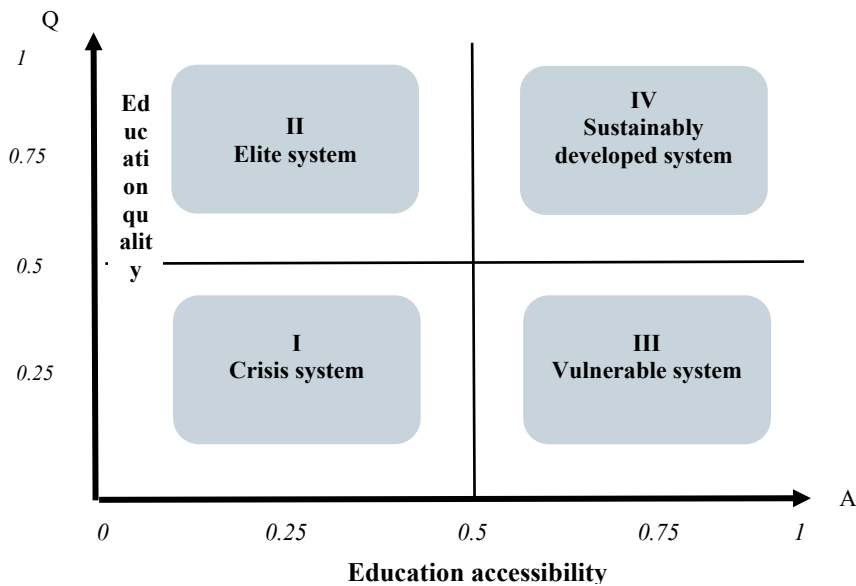 Q
1
Ed
uc
ati
on
qu
alit
y
II
Elite system
IV
Sustainably
developed system
0.75
0.5
I
Crisis system
III
Vulnerable system
0.25
A
0 0.25 0.5 0.75 1
Education accessibility